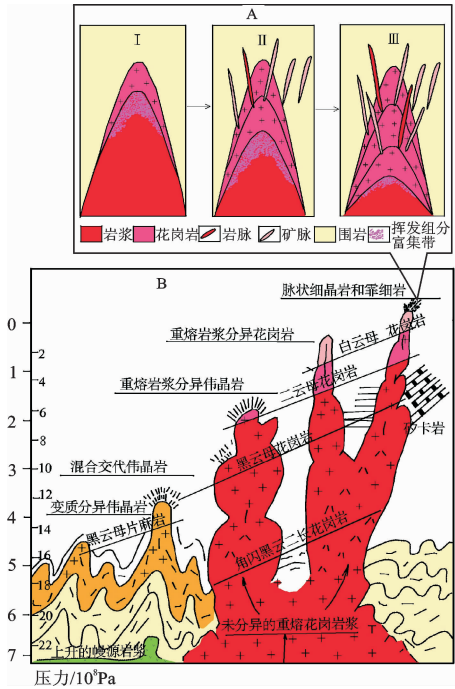 A
I
II
III
岩浆
花岗岩
岩脉
矿脉
围岩
挥发组分
富集带
B
脉状细晶岩和霏细岩
白云母 花岗岩
重熔岩浆分异花岗岩
二云母花岗岩
重熔岩浆分异伟晶岩
矽卡岩
黑云母花岗岩
混合交代伟晶岩
变质分异伟晶岩
黑云母片麻岩
角闪黑云二长花岗岩
未分异的重熔花岗岩浆
上升的幔源岩浆
0
1
2
3
4
5
6
7
2
4
6
8
10
12
14
16
18
20
22
压力/10⁸Pa